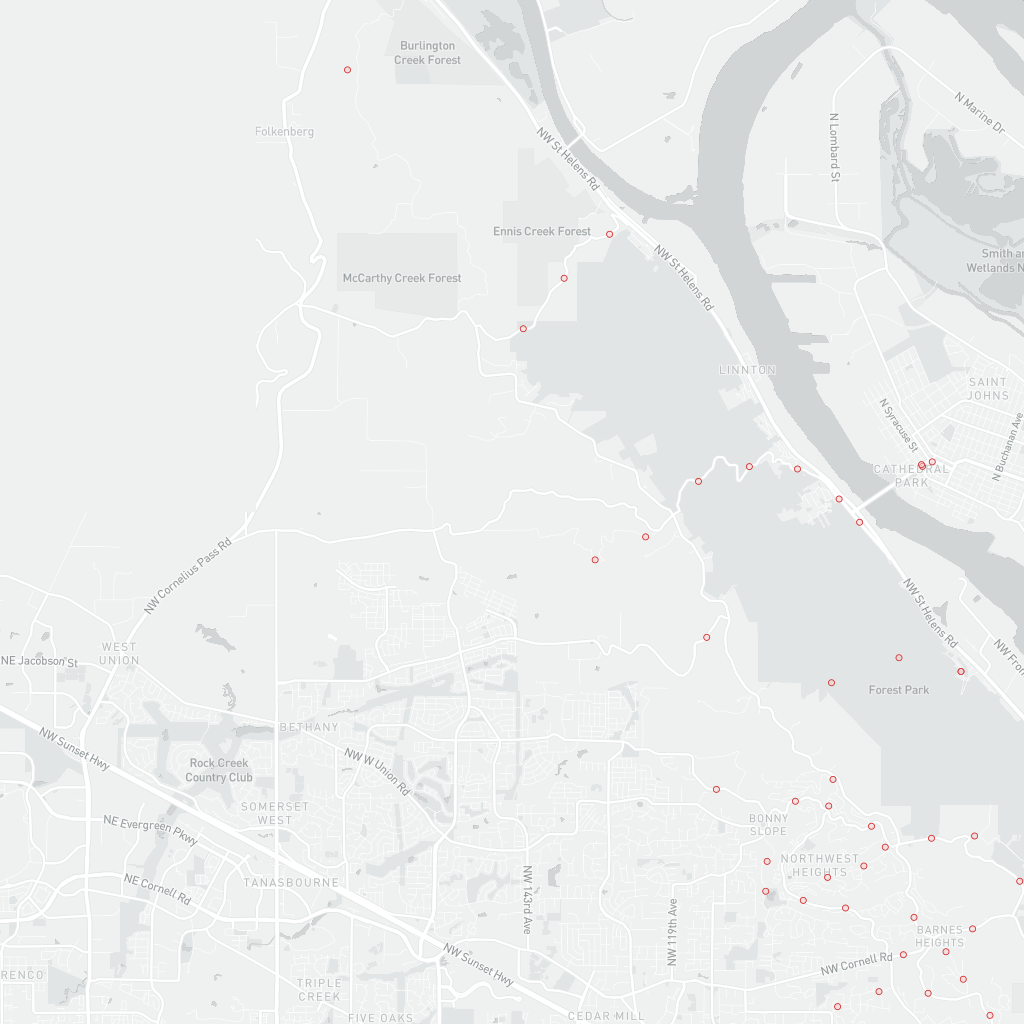 Burlington
Creek Forest
N Marine Dr
N Lombard St
Folkenberg
NW St Helens Rd
Ennis Creek Forest
NW St Helens Rd
Smith an
Wetlands N
McCarthy Creek Forest
LINNTON
SAINT
JOHNS
N Syracuse St
N Buchanan Ave
CATHEDRAL
PARK
NW Cornelius Pass Rd
NW St Helens Rd
WEST
UNION
NE Jacobson St
NW Fron
Forest Park
BETHANY
NW Sunset Hwy
NW W Union Rd
Rock Creek
Country Club
SOMERSET
WEST
NE Evergreen Pkwy
BONNY
SLOPE
NORTHWEST
HEIGHTS
TANASBOURNE
NE Cornell Rd
NW 143rd Ave
NW 119th Ave
BARNES
HEIGHTS
NW Cornell Rd
NW Sunset Hwy
RENCO
TRIPLE
CREEK
FIVE OAKS
CEDAR MILL